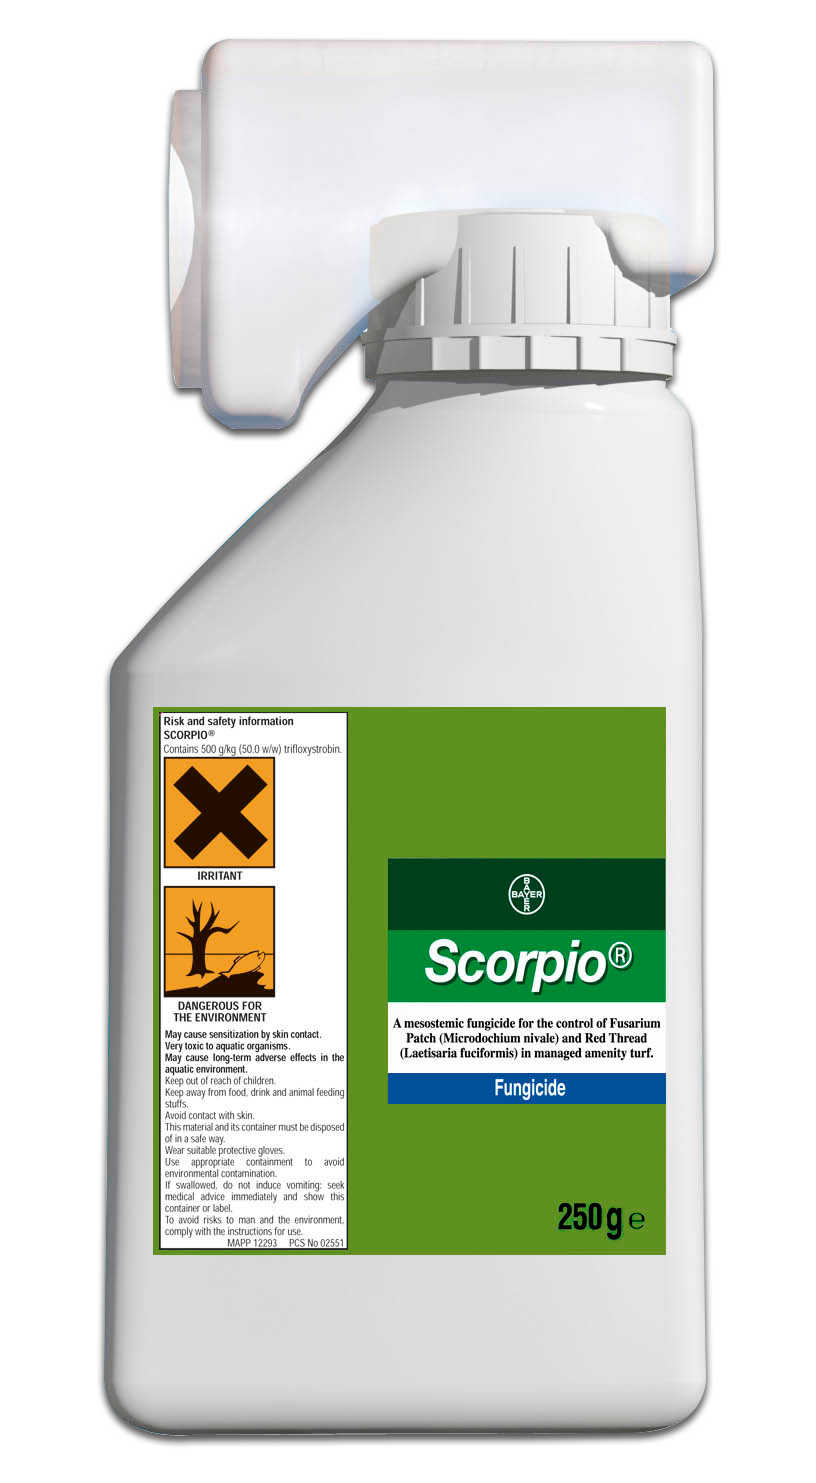 Risk and safety information
SCORPIO®
Contains 500 g/kg (50.0 w/w) trifloxystrobin.
IRRITANT
DANGEROUS FOR
THE ENVIRONMENT
May cause sensitization by skin contact.
Very toxic to aquatic organisms.
May cause long-term adverse effects in the
aquatic environment.
Keep out of reach of children.
Keep away from food, drink and animal feeding
stuffs.
Avoid contact with skin.
This material and its container must be disposed
of in a safe way.
Wear suitable protective gloves.
Use appropriate containment to avoid
environmental contamination.
If swallowed, do not induce vomiting: seek
medical advice immediately and show this
container or label.
To avoid risks to man and the environment,
comply with the instructions for use.
MAPP 12293 PCS No 02551
BAYER
BAYER
Scorpio®
A mesostemic fungicide for the control of Fusarium
Patch (Microdochium nivale) and Red Thread
(Laetisaria fuciformis) in managed amenity turf.
Fungicide
250 g e